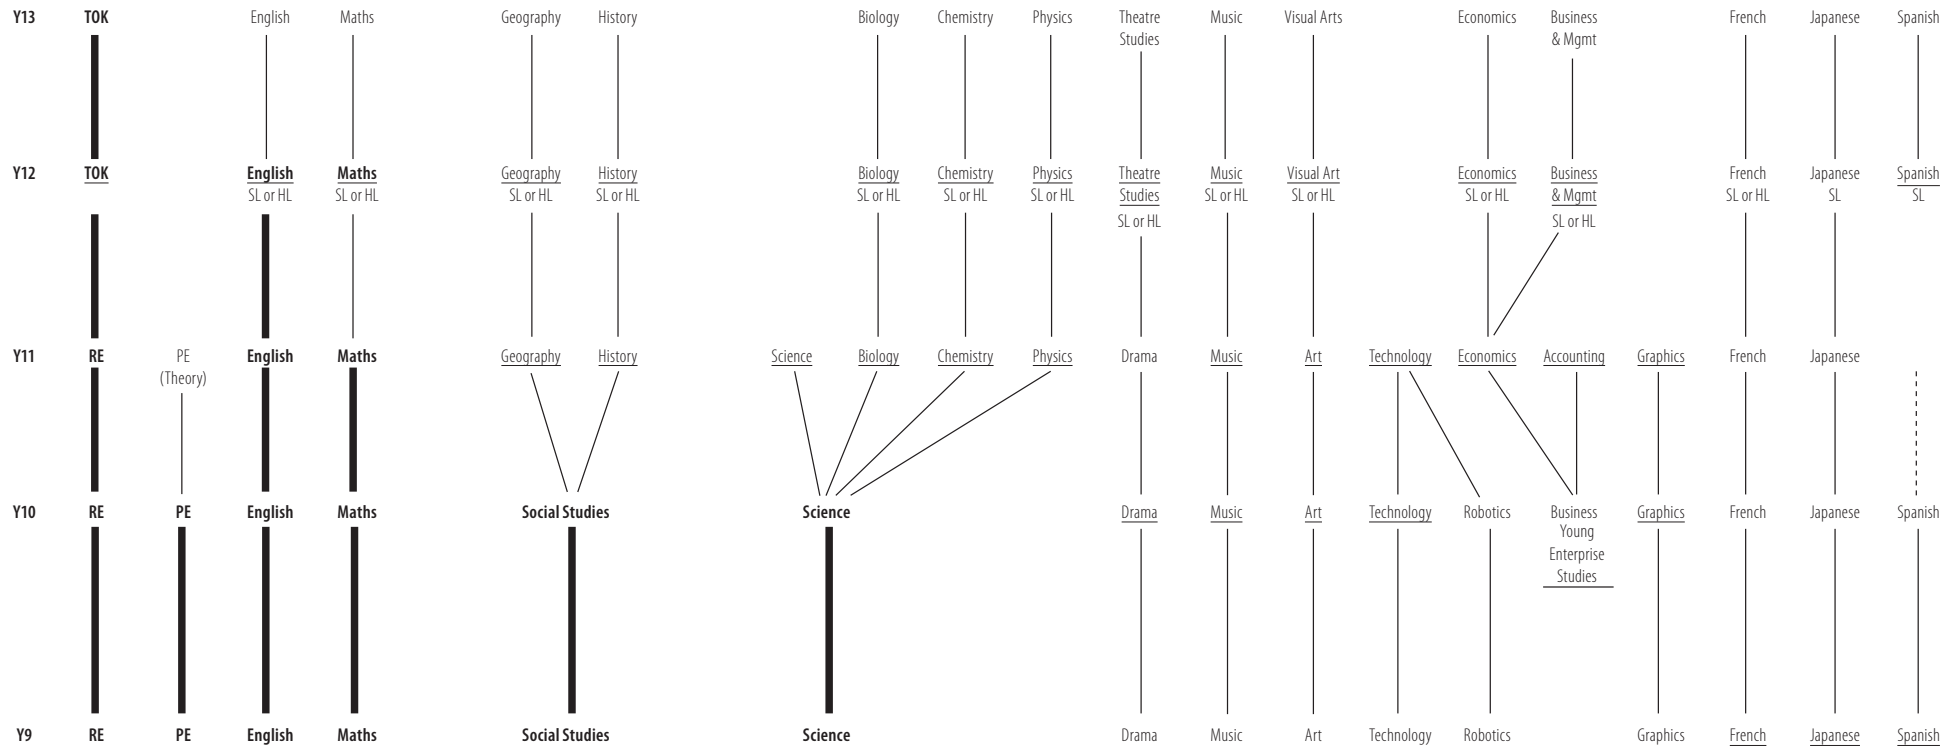 Y13 TOK English Maths Geography History Biology Chemistry Physics Theatre Music Visual Arts Economics Business French Japanese Spanish
Studies & Mgmt
Y12 TOK English Maths Geography History Biology Chemistry Physics Theatre Music Visual Art Economics Business French Japanese Spanish
SL or HL SL or HL SL or HL SL or HL SL or HL SL or HL SL or HL Studies SL or HL SL or HL SL or HL & Mgmt SL or HL SL SL
SL or HL SL or HL
Y11 RE PE English Maths Geography History Science Biology Chemistry Physics Drama Music Art Technology Economics Accounting Graphics French Japanese
(Theory)
Y10 RE PE English Maths Social Studies Science Drama Music Art Technology Robotics Business Graphics French Japanese Spanish
Young
Enterprise
Studies
Y9 RE PE English Maths Social Studies Science Drama Music Art Technology Robotics Graphics French Japanese Spanish